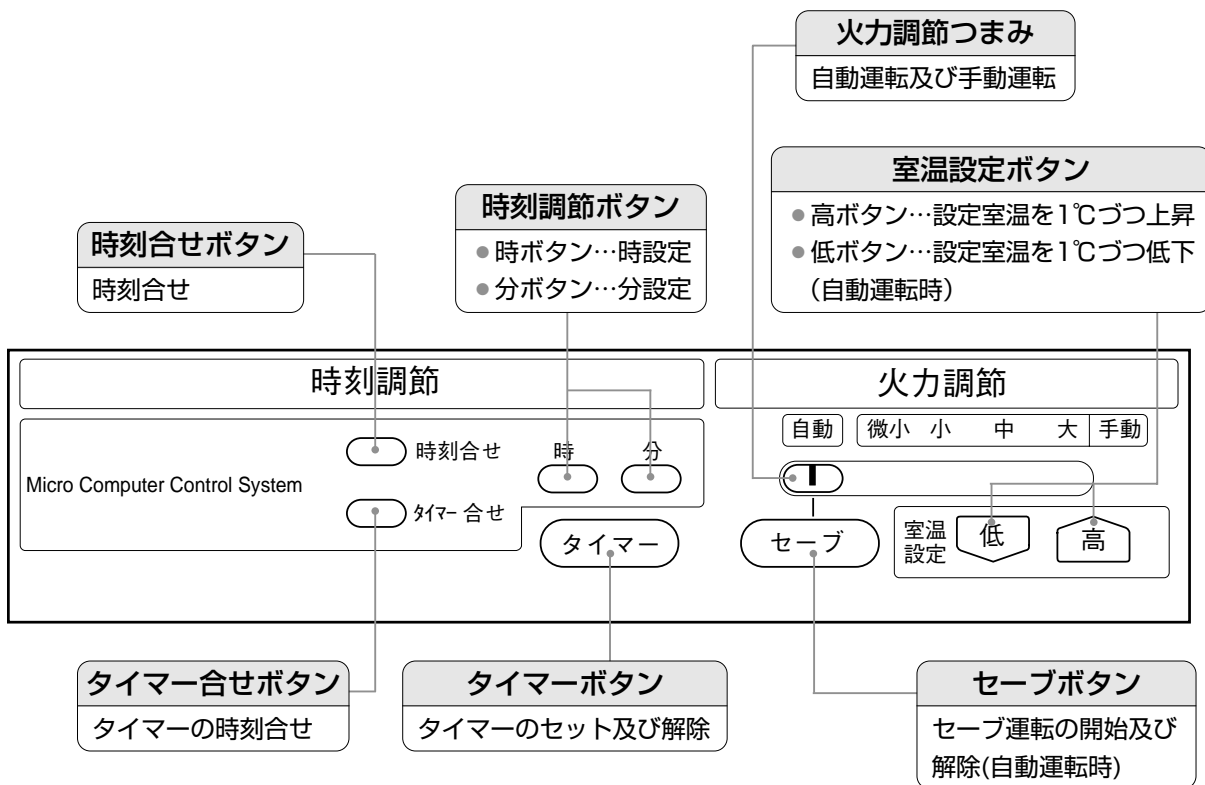 火力調節つまみ
自動運転及び手動運転
室温設定ボタン
●高ボタン…設定室温を1℃づつ上昇
●低ボタン…設定室温を1℃づつ低下
（自動運転時）
時刻調節ボタン
●時ボタン…時設定
●分ボタン…分設定
時刻合せボタン
時刻合せ
時刻調節
火力調節
自動 微小 小 中 大 手動
時刻合せ 時 分
Micro Computer Control System
ﾀｲﾏｰ 合せ
タイマー
セーブ
室温
設定
低
高
タイマー合せボタン
タイマーの時刻合せ
タイマーボタン
タイマーのセット及び解除
セーブボタン
セーブ運転の開始及び
解除(自動運転時)